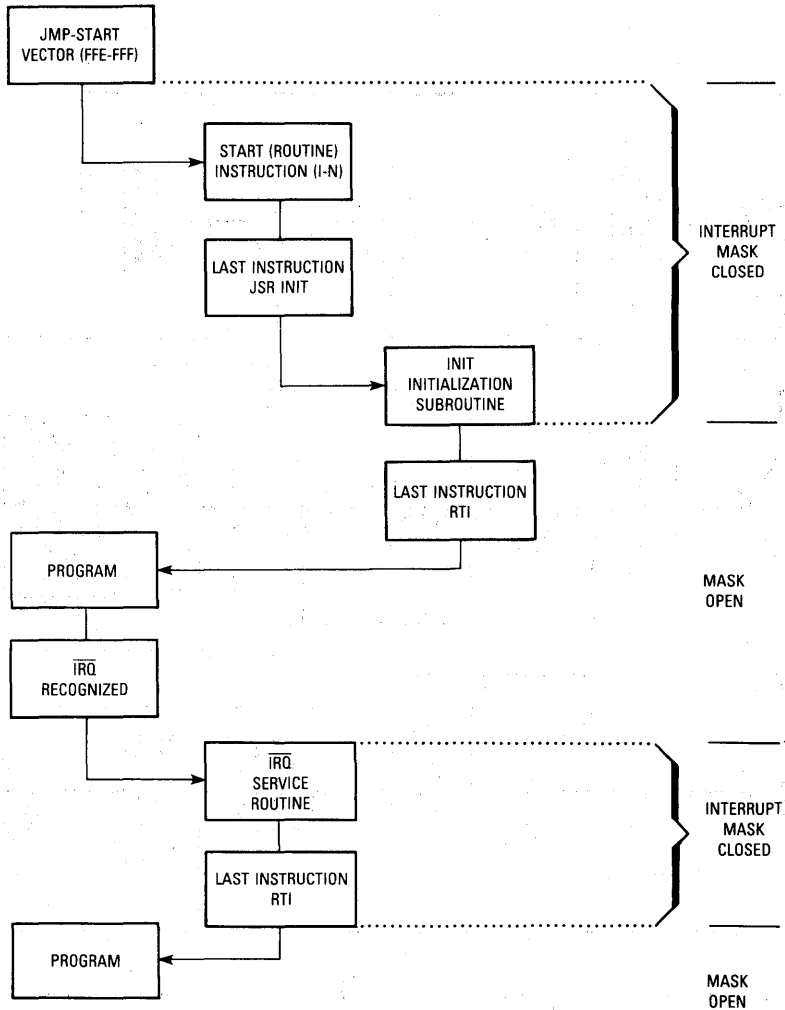 JMP-START
VECTOR (FFE-FFF)
START (ROUTINE)
INSTRUCTION (I-N)
LAST INSTRUCTION
JSR INIT
INTERRUPT
MASK
CLOSED
INIT
INITIALIZATION
SUBROUTINE
LAST INSTRUCTION
RTI
PROGRAM
MASK
OPEN
IRQ
RECOGNIZED
IRQ
SERVICE
ROUTINE
INTERRUPT
MASK
CLOSED
LAST INSTRUCTION
RTI
PROGRAM
MASK
OPEN